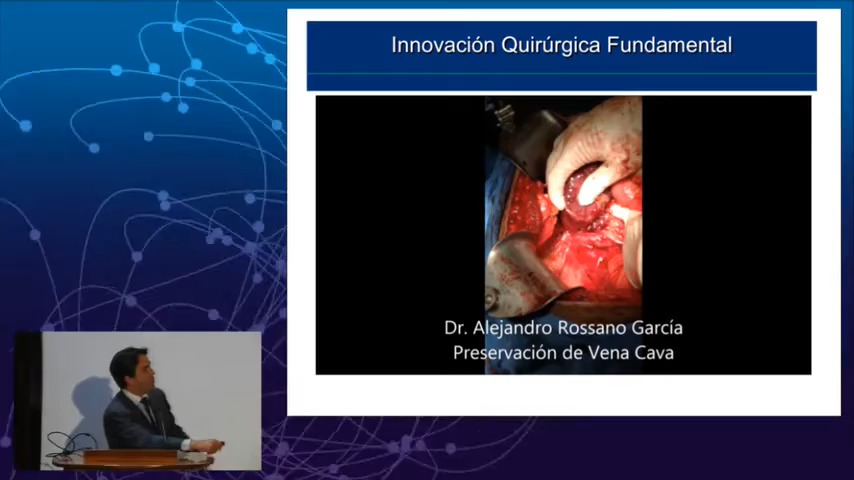 Innovación Quirúrgica Fundamental
Dr. Alejandro Rossano García
Preservación de Vena Cava